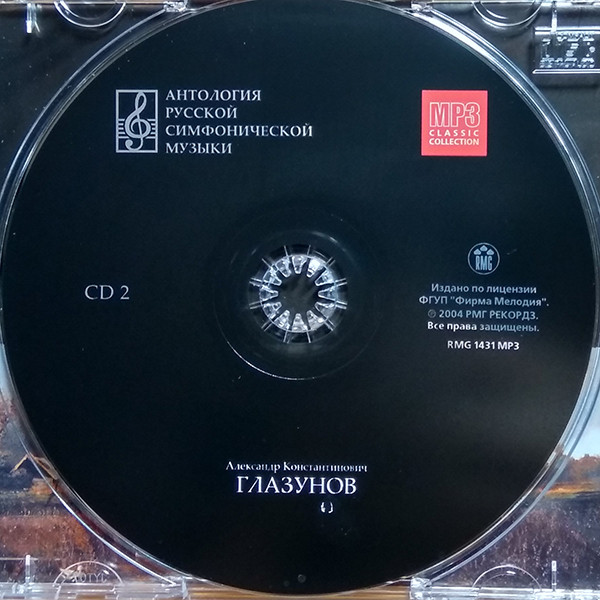 АНТОЛОГИЯ
РУССКОЙ
СИМФОНИЧЕСКОЙ
МУЗЫКИ
MP3
CLASSIC
COLLECTION
CD 2
RMG
Издано по лицензии
ФГУП "Фирма Мелодия".
℗ 2004 РМГ РЕКОРДЗ.
Все права защищены.
RMG 1431 MP3
Александр Константинович
ГЛАЗУНОВ